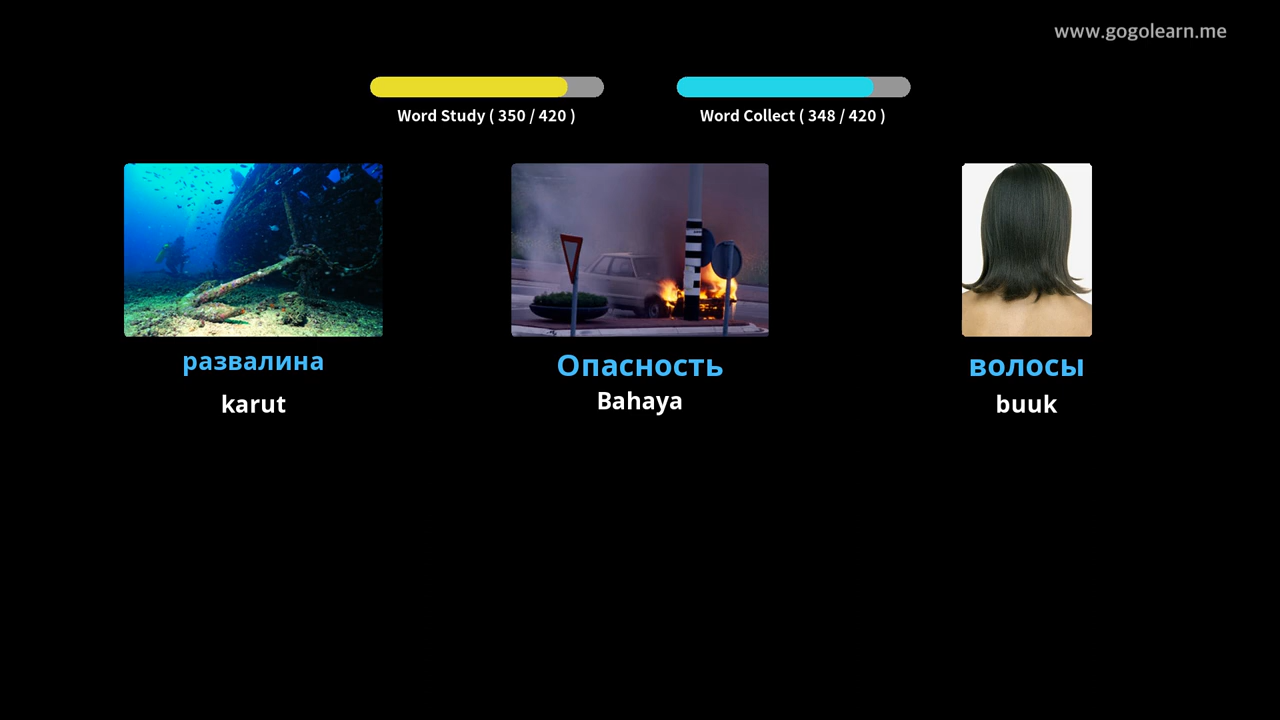 www.gogolearn.me
Word Study ( 350 / 420 )
Word Collect ( 348 / 420 )
развалина
karut
Опасность
Bahaya
волосы
buuk